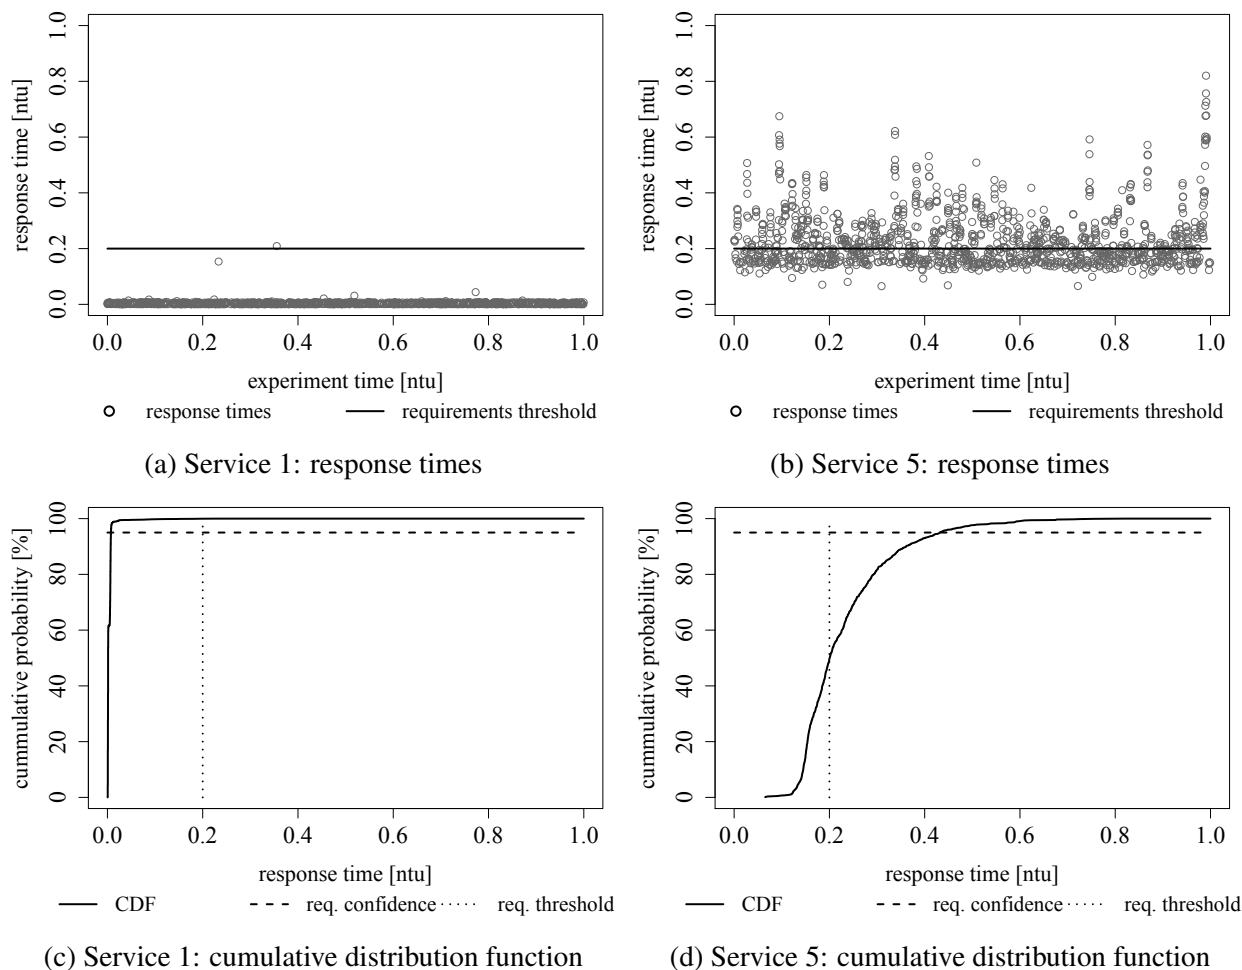 response time [ntu]
0.0 0.2 0.4 0.6 0.8 1.0
0.0 0.2 0.4 0.6 0.8 1.0
experiment time [ntu]
response times requirements threshold
(a) Service 1: response times
response time [ntu]
0.0 0.2 0.4 0.6 0.8 1.0
0.0 0.2 0.4 0.6 0.8 1.0
experiment time [ntu]
response times requirements threshold
(b) Service 5: response times
cummulative probability [%]
0 20 40 60 80 100
0.0 0.2 0.4 0.6 0.8 1.0
response time [ntu]
CDF req. confidence req. threshold
(c) Service 1: cumulative distribution function
cummulative probability [%]
0 20 40 60 80 100
0.0 0.2 0.4 0.6 0.8 1.0
response time [ntu]
CDF req. confidence req. threshold
(d) Service 5: cumulative distribution function